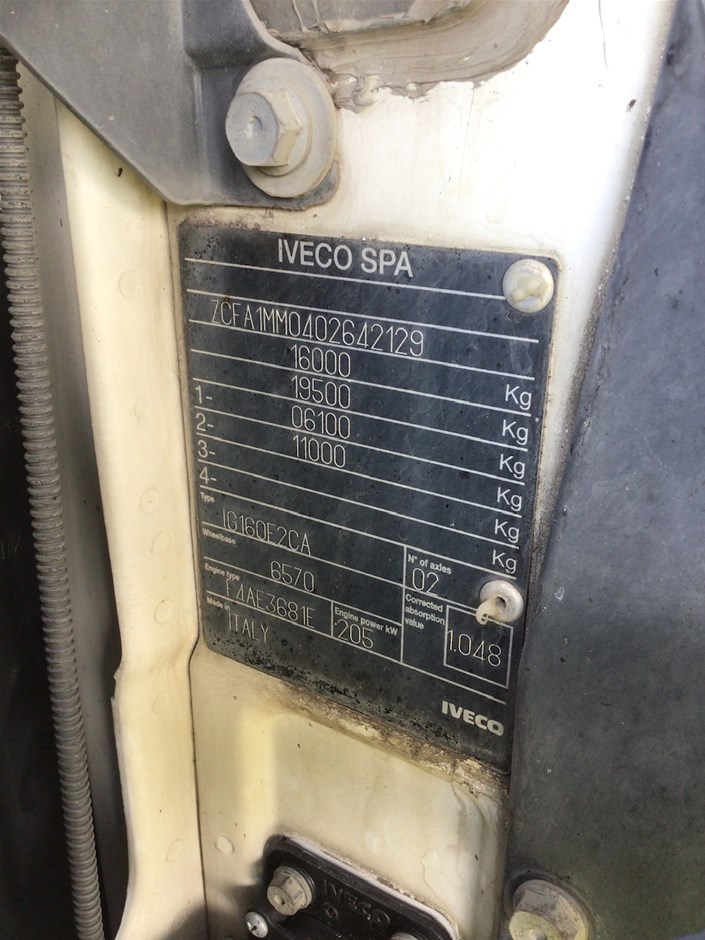 IVECO SPA
ZCFA1MM0402642129
16000 Kg
19500 Kg
1- 06100 Kg
2- 11000 Kg
3- Kg
4- Kg
Type IG160E2CA
N° of axles 02
Wheelbase 6570
Engine type F4AE3681E
Engine power kW 205
Corrected absorption value 1.048
Made in ITALY
IVECO
IVECO